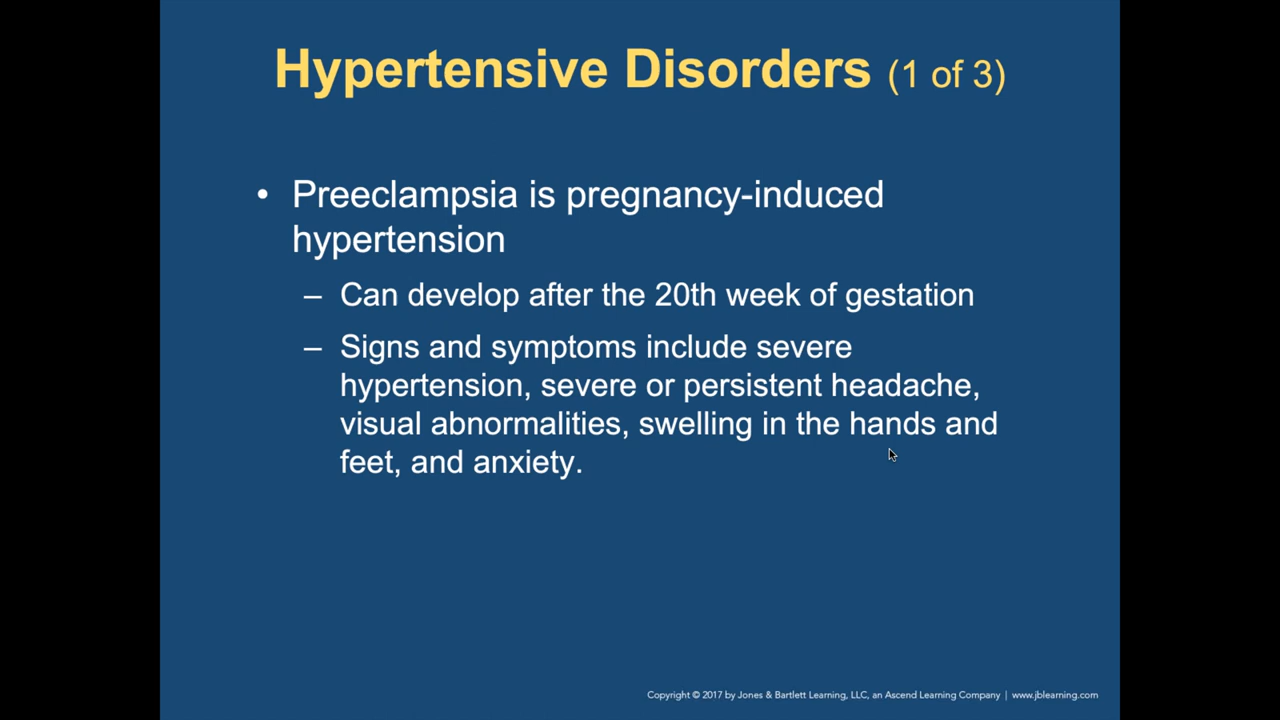 Hypertensive Disorders (1 of 3)
• Preeclampsia is pregnancy-induced
hypertension
– Can develop after the 20th week of gestation
– Signs and symptoms include severe
hypertension, severe or persistent headache,
visual abnormalities, swelling in the hands and
feet, and anxiety.
Copyright © 2017 by Jones & Bartlett Learning, LLC, an Ascend Learning Company | www.jblearning.com